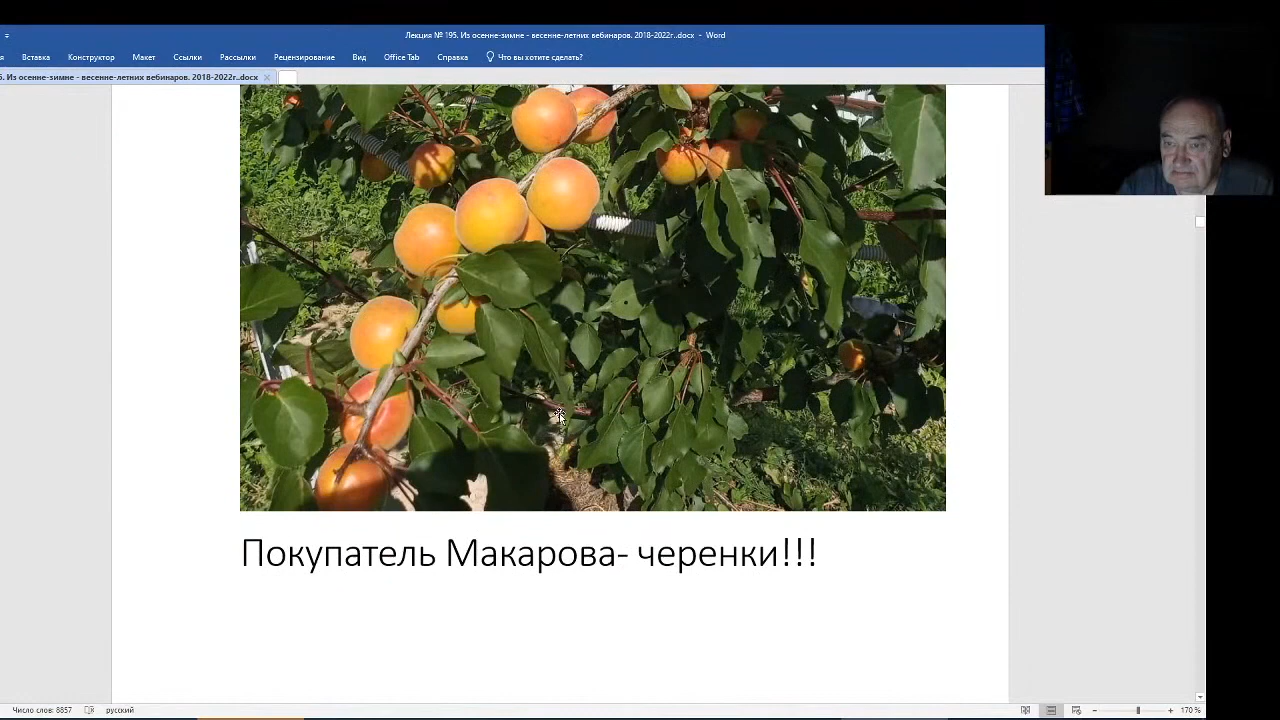 Лекция № 195. Из осенне-зимне - весенне-летних вебинаров. 2018-2022г..docx - Word
Вставка Конструктор Макет Ссылки Рассылки Рецензирование Вид Office Tab Справка Что вы хотите сделать?
Из осенне-зимне - весенне-летних вебинаров. 2018-2022г..docx
Покупатель Макарова- черенки!!!
Число слов: 8857 русский 170 %